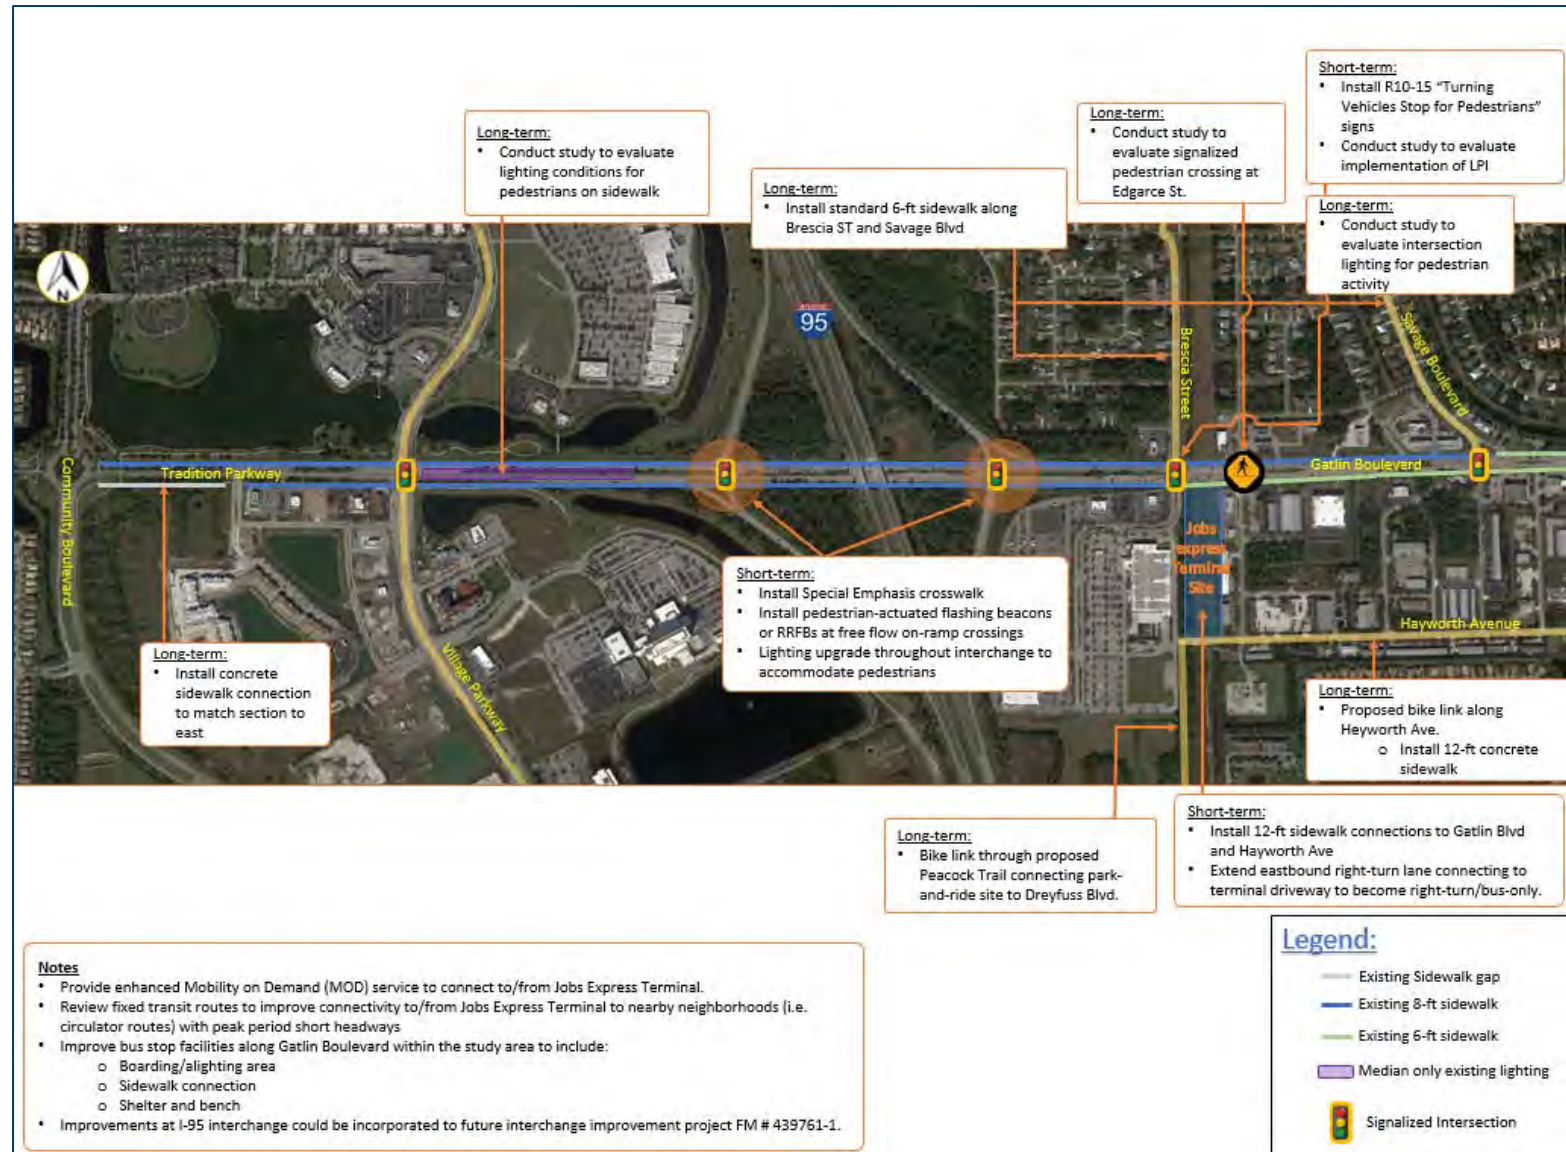 Short-term:
• Install R10-15 “Turning
Vehicles Stop for Pedestrians”
signs
• Conduct study to evaluate
implementation of LPI
Long-term:
• Conduct study to
evaluate signalized
pedestrian crossing at
Edgarce St.
Long-term:
• Conduct study to evaluate
lighting conditions for
pedestrians on sidewalk
Long-term:
• Install standard 6-ft sidewalk along
Brescia ST and Savage Blvd
Long-term:
• Conduct study to
evaluate intersection
lighting for pedestrian
activity
N
95
Brescia Street
Savage Boulevard
Community Boulevard
Tradition Parkway
Gatlin Boulevard
Jobs
express
Terminal
Site
Village Parkway
Hayworth Avenue
Short-term:
• Install Special Emphasis crosswalk
• Install pedestrian-actuated flashing beacons
or RRFBs at free flow on-ramp crossings
• Lighting upgrade throughout interchange to
accommodate pedestrians
Long-term:
• Install concrete
sidewalk connection
to match section to
east
Long-term:
• Proposed bike link along
Heyworth Ave.
o Install 12-ft concrete
sidewalk
Long-term:
• Bike link through proposed
Peacock Trail connecting park-
and-ride site to Dreyfuss Blvd.
Short-term:
• Install 12-ft sidewalk connections to Gatlin Blvd
and Hayworth Ave
• Extend eastbound right-turn lane connecting to
terminal driveway to become right-turn/bus-only.
Notes
• Provide enhanced Mobility on Demand (MOD) service to connect to/from Jobs Express Terminal.
• Review fixed transit routes to improve connectivity to/from Jobs Express Terminal to nearby neighborhoods (i.e.
circulator routes) with peak period short headways
• Improve bus stop facilities along Gatlin Boulevard within the study area to include:
o Boarding/alighting area
o Sidewalk connection
o Shelter and bench
• Improvements at I-95 interchange could be incorporated to future interchange improvement project FM # 439761-1.
Legend:
Existing Sidewalk gap
Existing 8-ft sidewalk
Existing 6-ft sidewalk
Median only existing lighting
Signalized Intersection